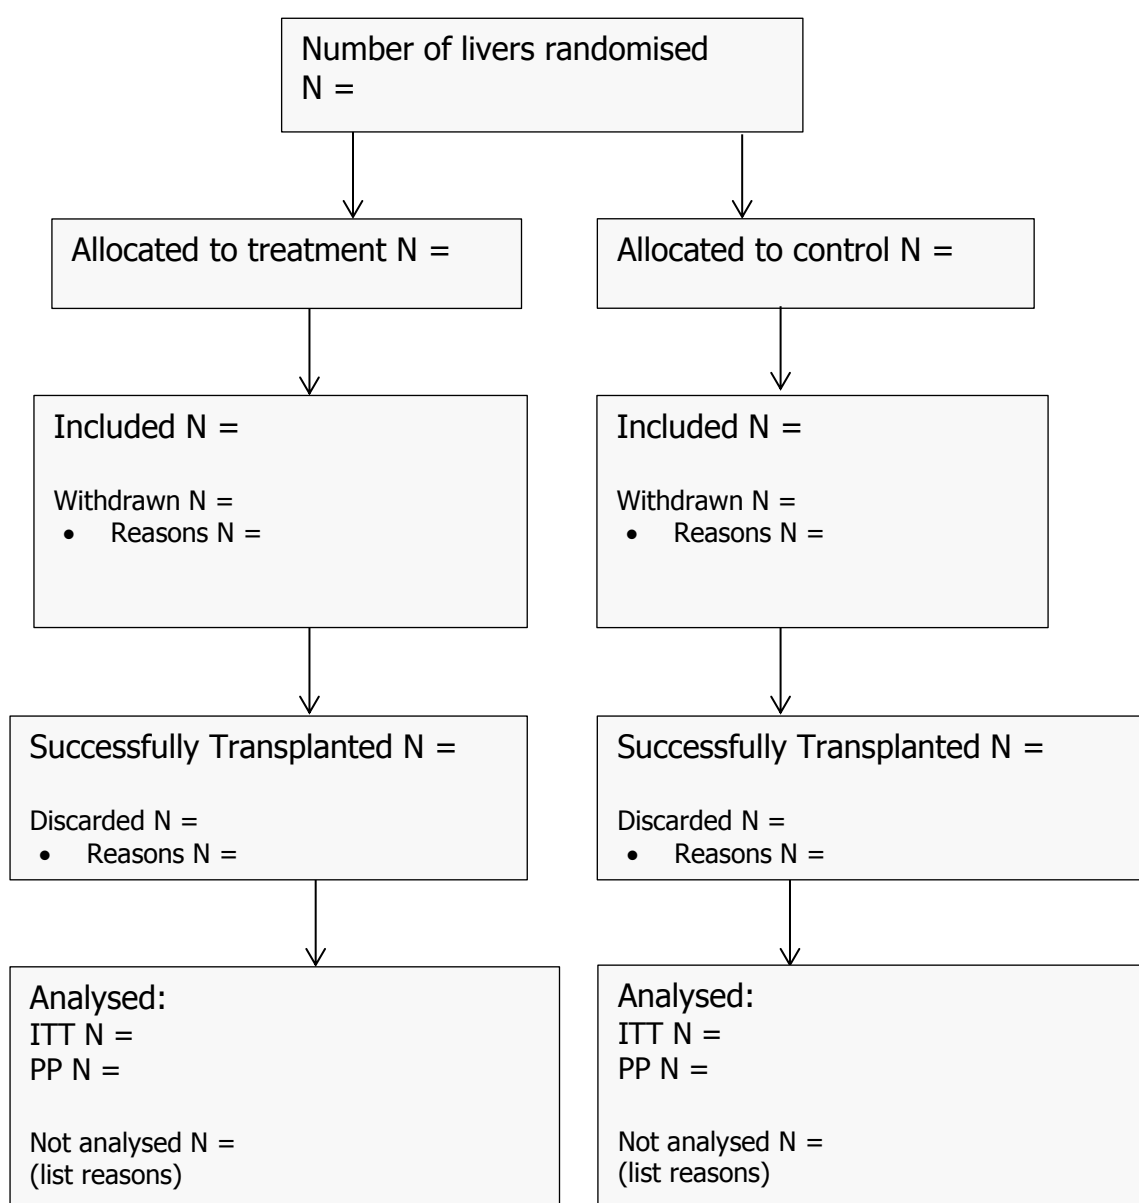 Number of livers randomised
N =
Allocated to treatment N =
Allocated to control N =
Included N =
Withdrawn N =
• Reasons N =
Included N =
Withdrawn N =
• Reasons N =
Successfully Transplanted N =
Discarded N =
• Reasons N =
Successfully Transplanted N =
Discarded N =
• Reasons N =
Analysed:
ITT N =
PP N =
Not analysed N =
(list reasons)
Analysed:
ITT N =
PP N =
Not analysed N =
(list reasons)